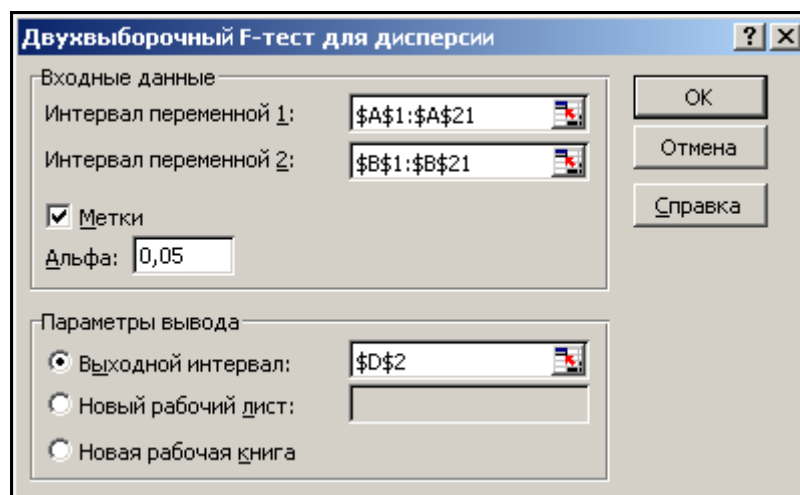 Двухвыборочный F-тест для дисперсии
Входные данные
Интервал переменной 1: $A$1:$A$21
Интервал переменной 2: $B$1:$B$21
Метки
Альфа: 0,05
OK
Отмена
Справка
Параметры вывода
Выходной интервал: $D$2
Новый рабочий лист:
Новая рабочая книга